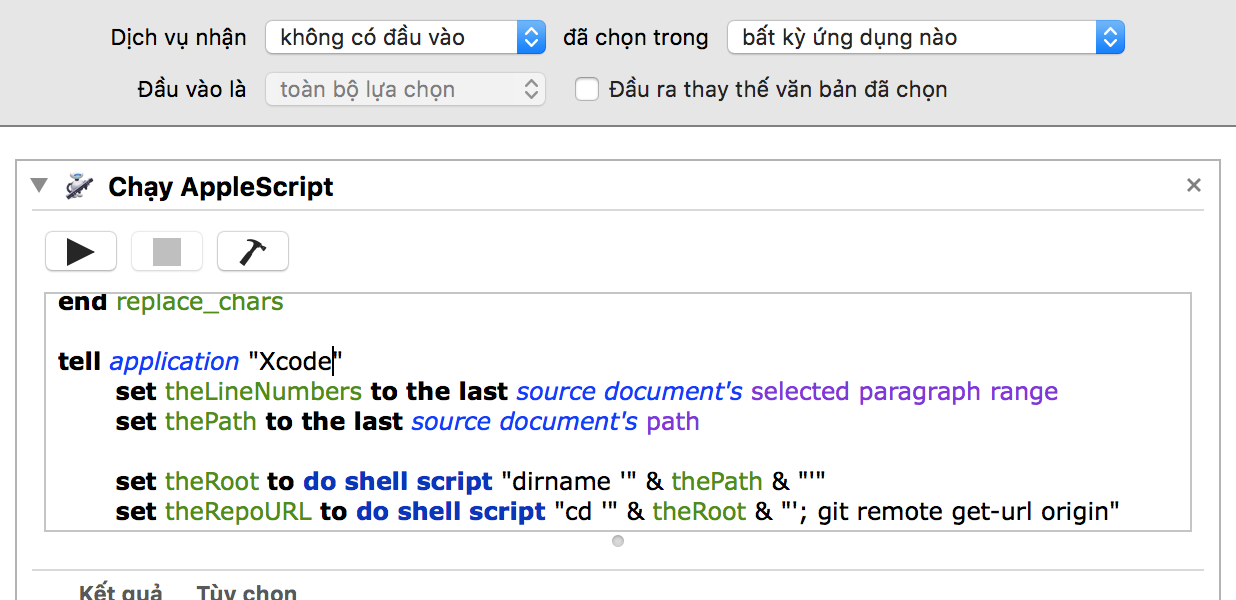 Dịch vụ nhận không có đầu vào đã chọn trong bất kỳ ứng dụng nào
Đầu vào là toàn bộ lựa chọn Đầu ra thay thế văn bản đã chọn
Chạy AppleScript
end replace_chars
tell application "Xcode"
set theLineNumbers to the last source document's selected paragraph range
set thePath to the last source document's path
set theRoot to do shell script "dirname '" & thePath & "'"
set theRepoURL to do shell script "cd '" & theRoot & "'; git remote get-url origin"
Kết quả Tùy chọn